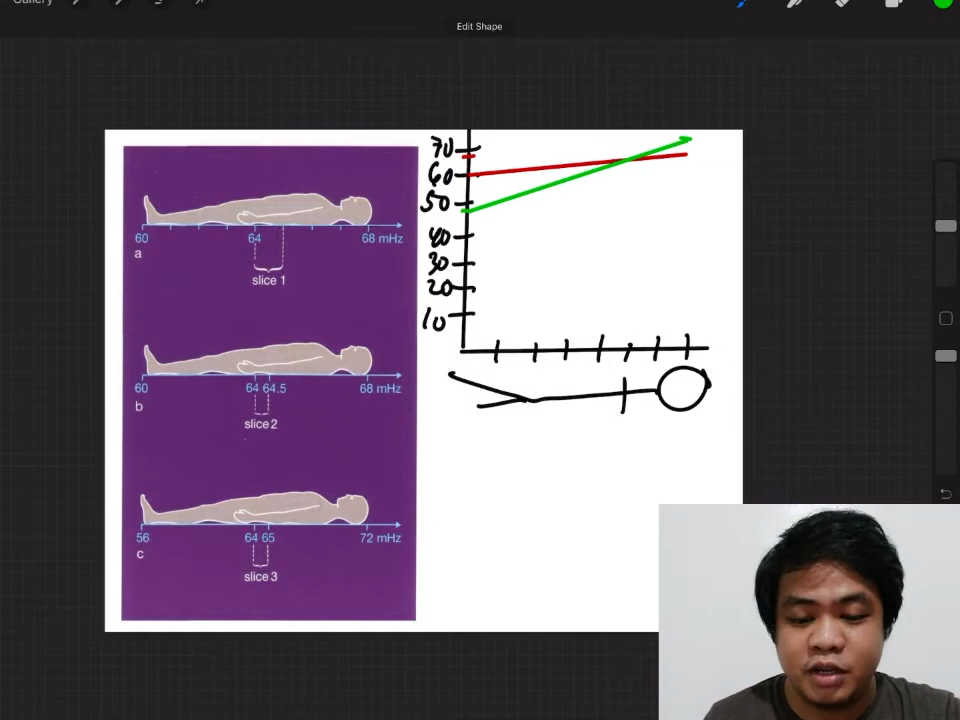 Gallery
Edit Shape
60 64 68 mHz
a
slice 1
60 64 64.5 68 mHz
b
slice 2
56 64 65 72 mHz
c
slice 3
70
60
50
40
30
20
10